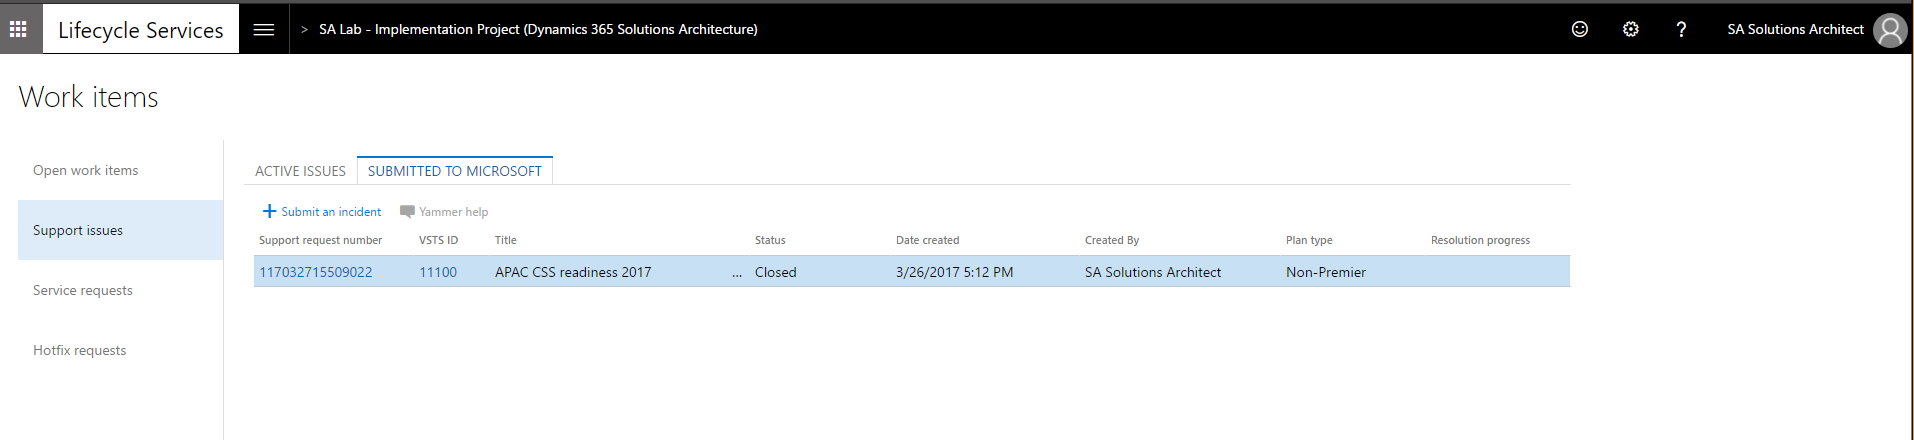 Lifecycle Services > SA Lab - Implementation Project (Dynamics 365 Solutions Architecture) ? SA Solutions Architect
Work items
Open work items
Support issues
Service requests
Hotfix requests
ACTIVE ISSUES SUBMITTED TO MICROSOFT
Submit an incident Yammer help
Support request number VSTS ID Title Status Date created Created By Plan type Resolution progress
117032715509022 11100 APAC CSS readiness 2017 ... Closed 3/26/2017 5:12 PM SA Solutions Architect Non-Premier